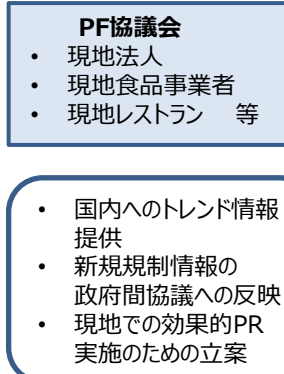 PF協議会
• 現地法人
• 現地食品事業者
• 現地レストラン　等
• 国内へのトレンド情報
提供
• 新規規制情報の
政府間協議への反映
• 現地での効果的PR
実施のための立案